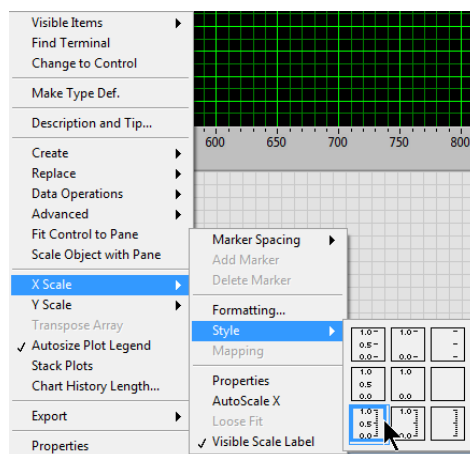 Visible Items
Find Terminal
Change to Control
Make Type Def.
Description and Tip...
Create
Replace
Data Operations
Advanced
Fit Control to Pane
Scale Object with Pane
X Scale
Y Scale
Transpose Array
✓ Autosize Plot Legend
Stack Plots
Chart History Length...
Export
Properties
600 650 700 750 800
Marker Spacing
Add Marker
Delete Marker
Formatting...
Style
Mapping
Properties
AutoScale X
Loose Fit
✓ Visible Scale Label
1.0 1.0
0.5
0.0 0.0
1.0 1.0
0.5
0.0 0.0
1.0 1.0
0.5
0.0 0.0